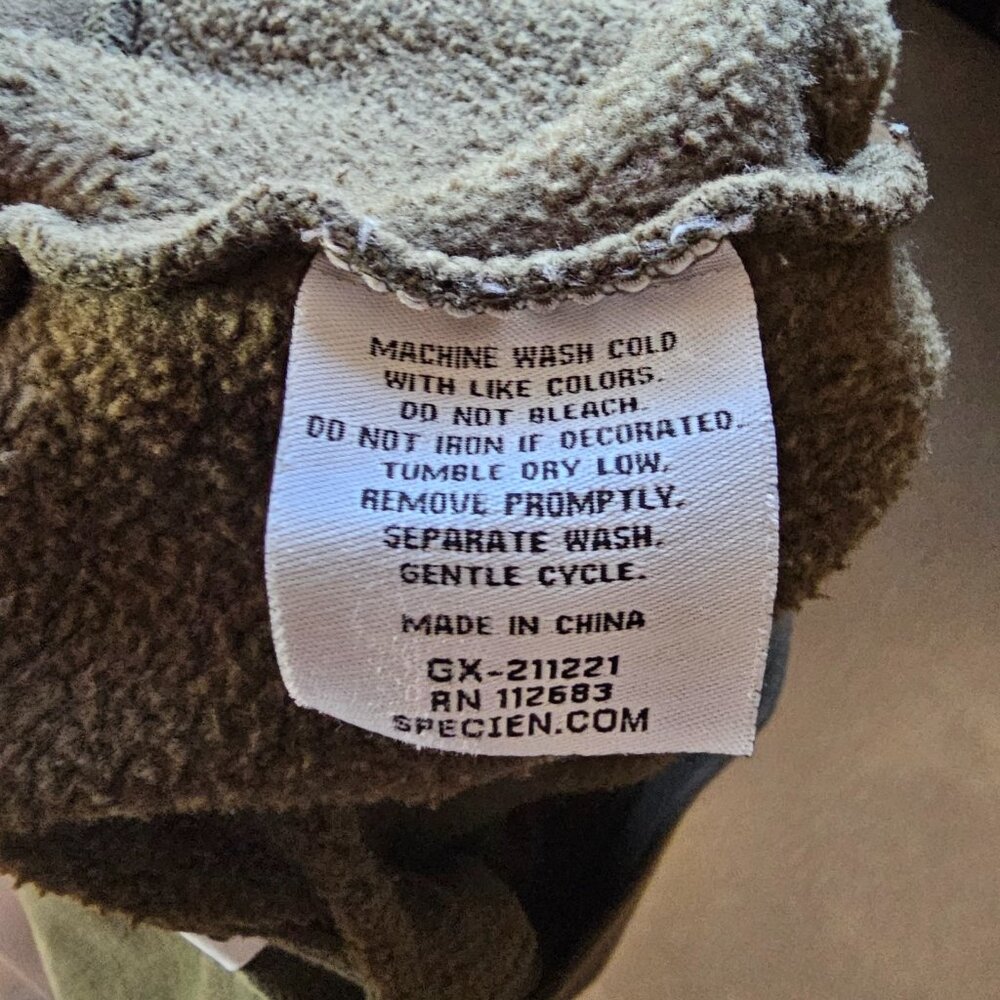 MACHINE WASH COLD
WITH LIKE COLORS.
DO NOT BLEACH.
DO NOT IRON IF DECORATED.
TUMBLE DRY LOW.
REMOVE PROMPTLY.
SEPARATE WASH.
GENTLE CYCLE.
MADE IN CHINA
GX-211221
RN 112683
SPECIEN.COM